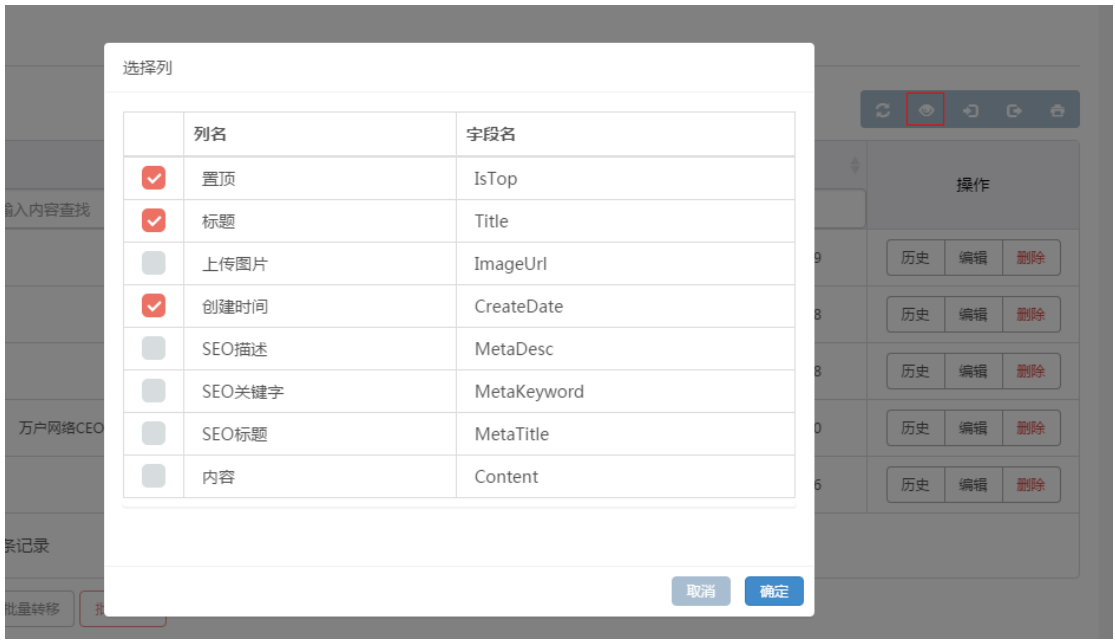 选择列
列名 字段名
置顶 IsTop
标题 Title
上传图片 ImageUrl
创建时间 CreateDate
SEO描述 MetaDesc
SEO关键字 MetaKeyword
SEO标题 MetaTitle
内容 Content
取消 确定
操作
输入内容查找
9 历史 编辑 删除
8 历史 编辑 删除
8 历史 编辑 删除
万户网络CEO 0 历史 编辑 删除
6 历史 编辑 删除
条记录
批量转移